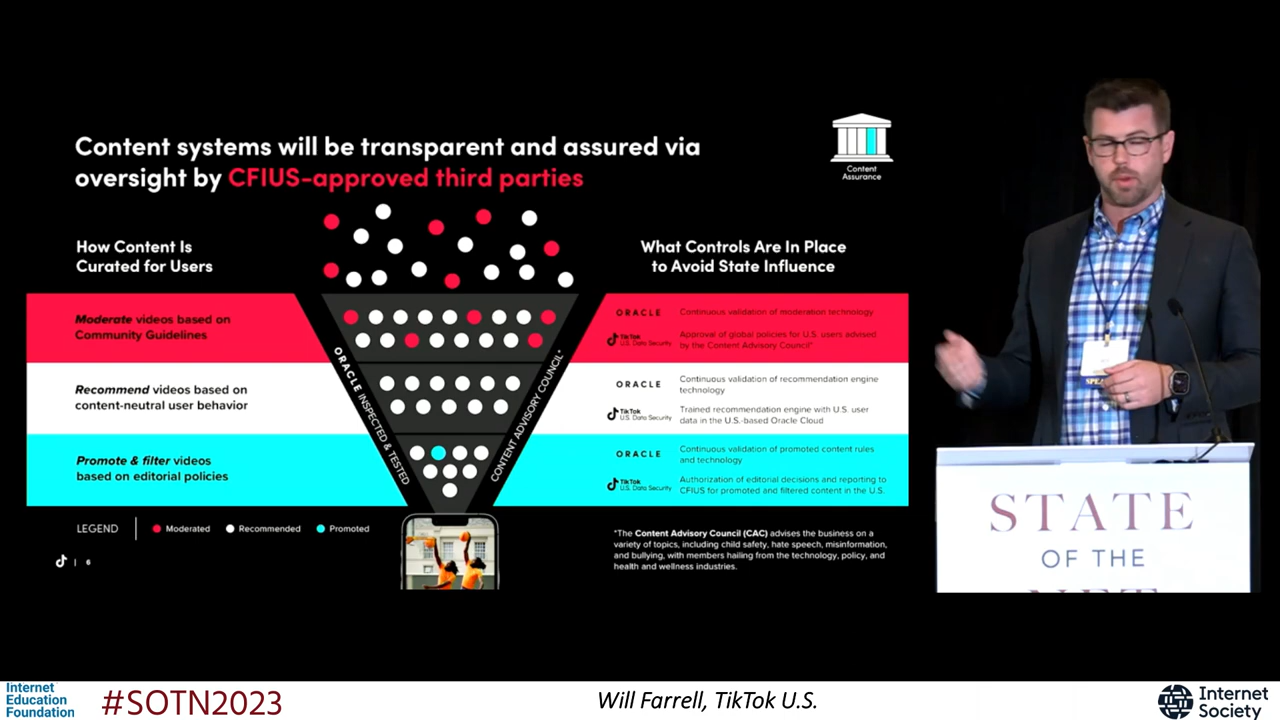 Content systems will be transparent and assured via
oversight by CFIUS-approved third parties
Content
Assurance
How Content Is
Curated for Users
What Controls Are In Place
to Avoid State Influence
Moderate videos based on
Community Guidelines
ORACLE
Continuous validation of moderation technology
TikTok
U.S. Data Security
Approval of global policies for U.S. users advised
by the Content Advisory Council*
Recommend videos based on
content-neutral user behavior
ORACLE
Continuous validation of recommendation engine
technology
TikTok
U.S. Data Security
Trained recommendation engine with U.S. user
data in the U.S.-based Oracle Cloud
Promote & filter videos
based on editorial policies
ORACLE
Continuous validation of promoted content rules
and technology
TikTok
U.S. Data Security
Authorization of editorial decisions and reporting to
CFIUS for promoted and filtered content in the U.S.
ORACLE INSPECTED & TESTED
CONTENT ADVISORY COUNCIL*
LEGEND
Moderated
Recommended
Promoted
*The Content Advisory Council (CAC) advises the business on a
variety of topics, including child safety, hate speech, misinformation,
and bullying, with members hailing from the technology, policy, and
health and wellness industries.
6
STATE
OF THE
NET
Internet
Education
Foundation
#SOTN2023
Will Farrell, TikTok U.S.
Internet
Society